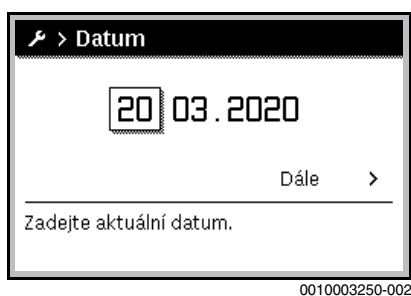 > Datum
20 03.2020
Dále >
Zadejte aktuální datum.
0010003250-002